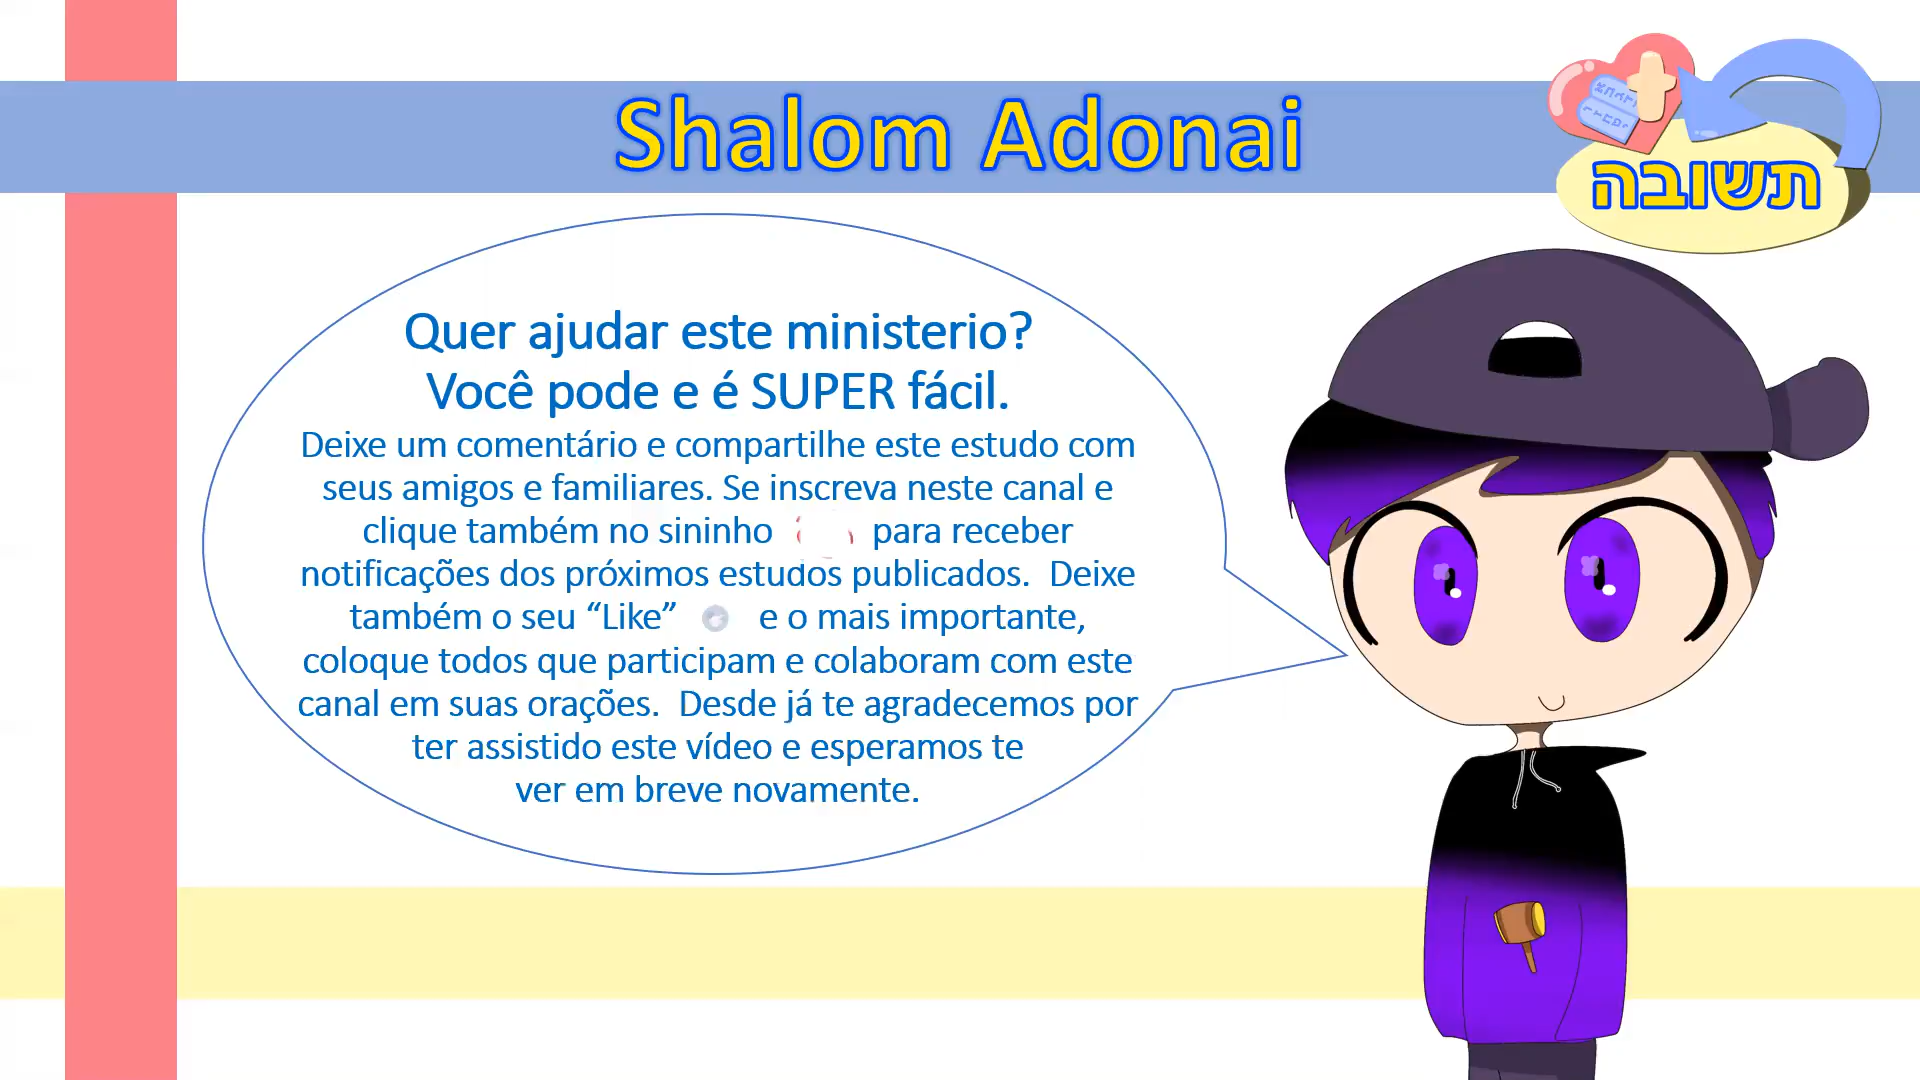 Shalom Adonai
תשובה
Quer ajudar este ministerio?
Você pode e é SUPER fácil.
Deixe um comentário e compartilhe este estudo com
seus amigos e familiares. Se inscreva neste canal e
clique também no sininho para receber
notificações dos próximos estudos publicados. Deixe
também o seu “Like” e o mais importante,
coloque todos que participam e colaboram com este
canal em suas orações. Desde já te agradecemos por
ter assistido este vídeo e esperamos te
ver em breve novamente.